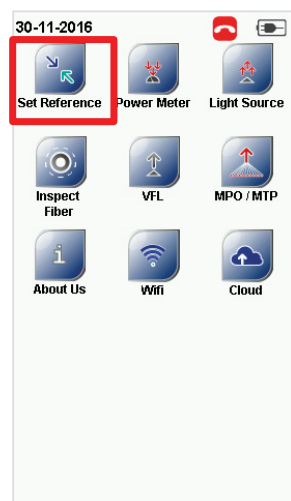 30-11-2016
Set Reference Power Meter Light Source
Inspect Fiber VFL MPO / MTP
About Us Wifi Cloud